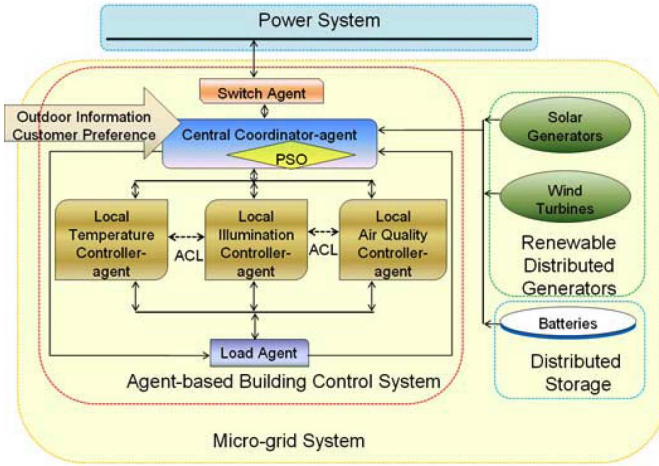 Power System
Switch Agent
Outdoor Information
Customer Preference
Central Coordinator-agent
PSO
Solar
Generators
Wind
Turbines
Renewable
Distributed
Generators
Local
Temperature
Controller-
agent
ACL
Local
Illumination
Controller-
agent
ACL
Local
Air Quality
Controller-
agent
Batteries
Distributed
Storage
Load Agent
Agent-based Building Control System
Micro-grid System